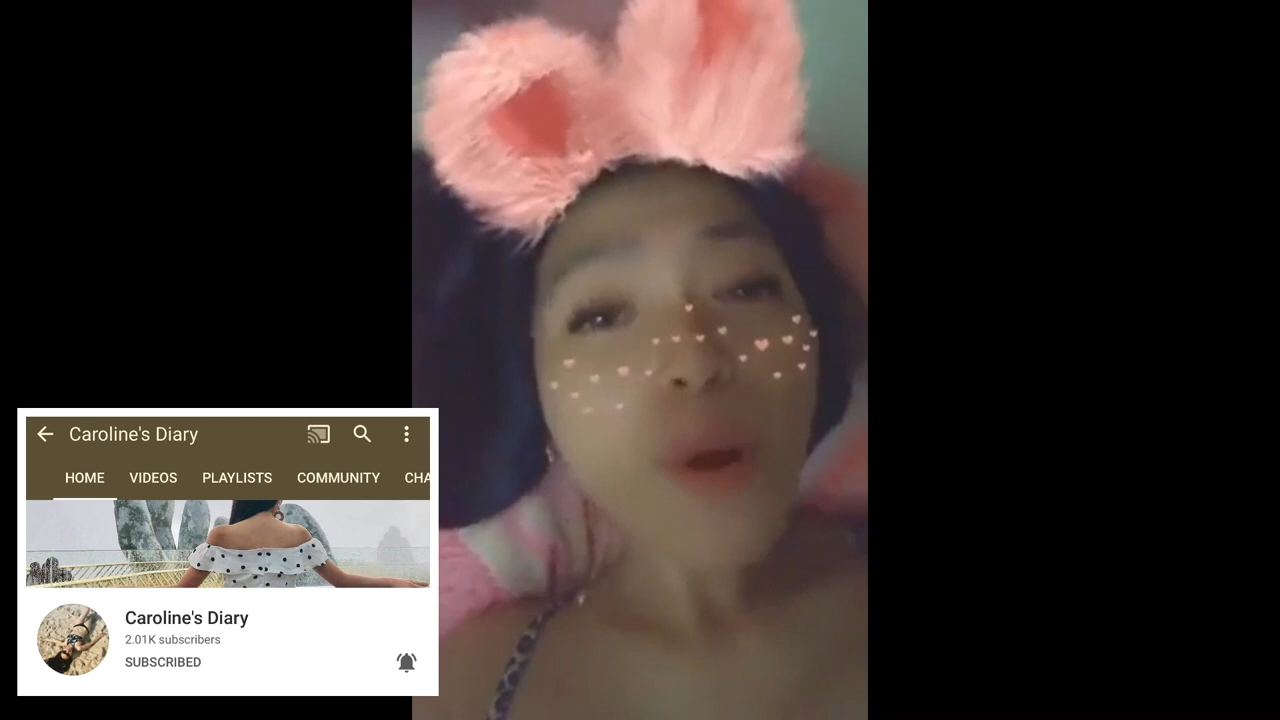 Caroline's Diary
HOME VIDEOS PLAYLISTS COMMUNITY CHA
Caroline's Diary
2.01K subscribers
SUBSCRIBED